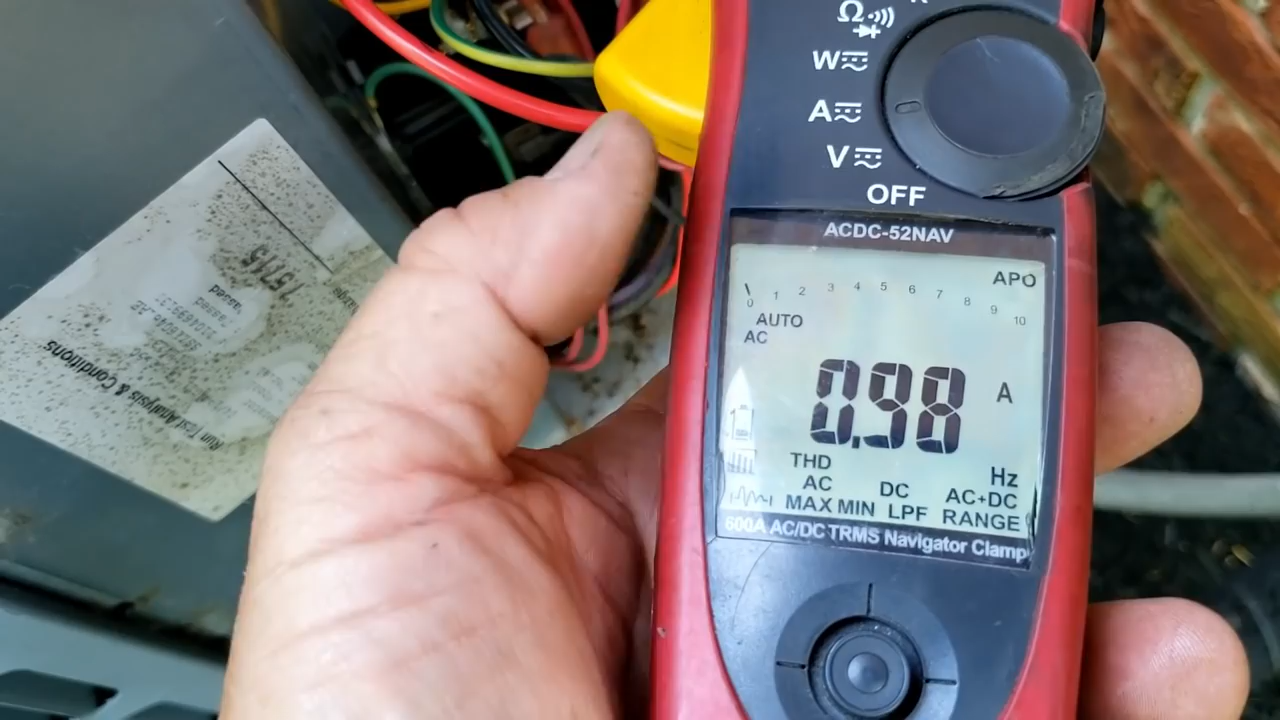 Ω
W
A
V
OFF
ACDC-52NAV
APO
0 1 2 3 4 5 6 7 8 9 10
AUTO
AC
0.98 A
THD Hz
AC DC AC+DC
MAX MIN LPF RANGE
600A AC/DC TRMS Navigator Clamp
15715
Run Test Analysis & Conditions